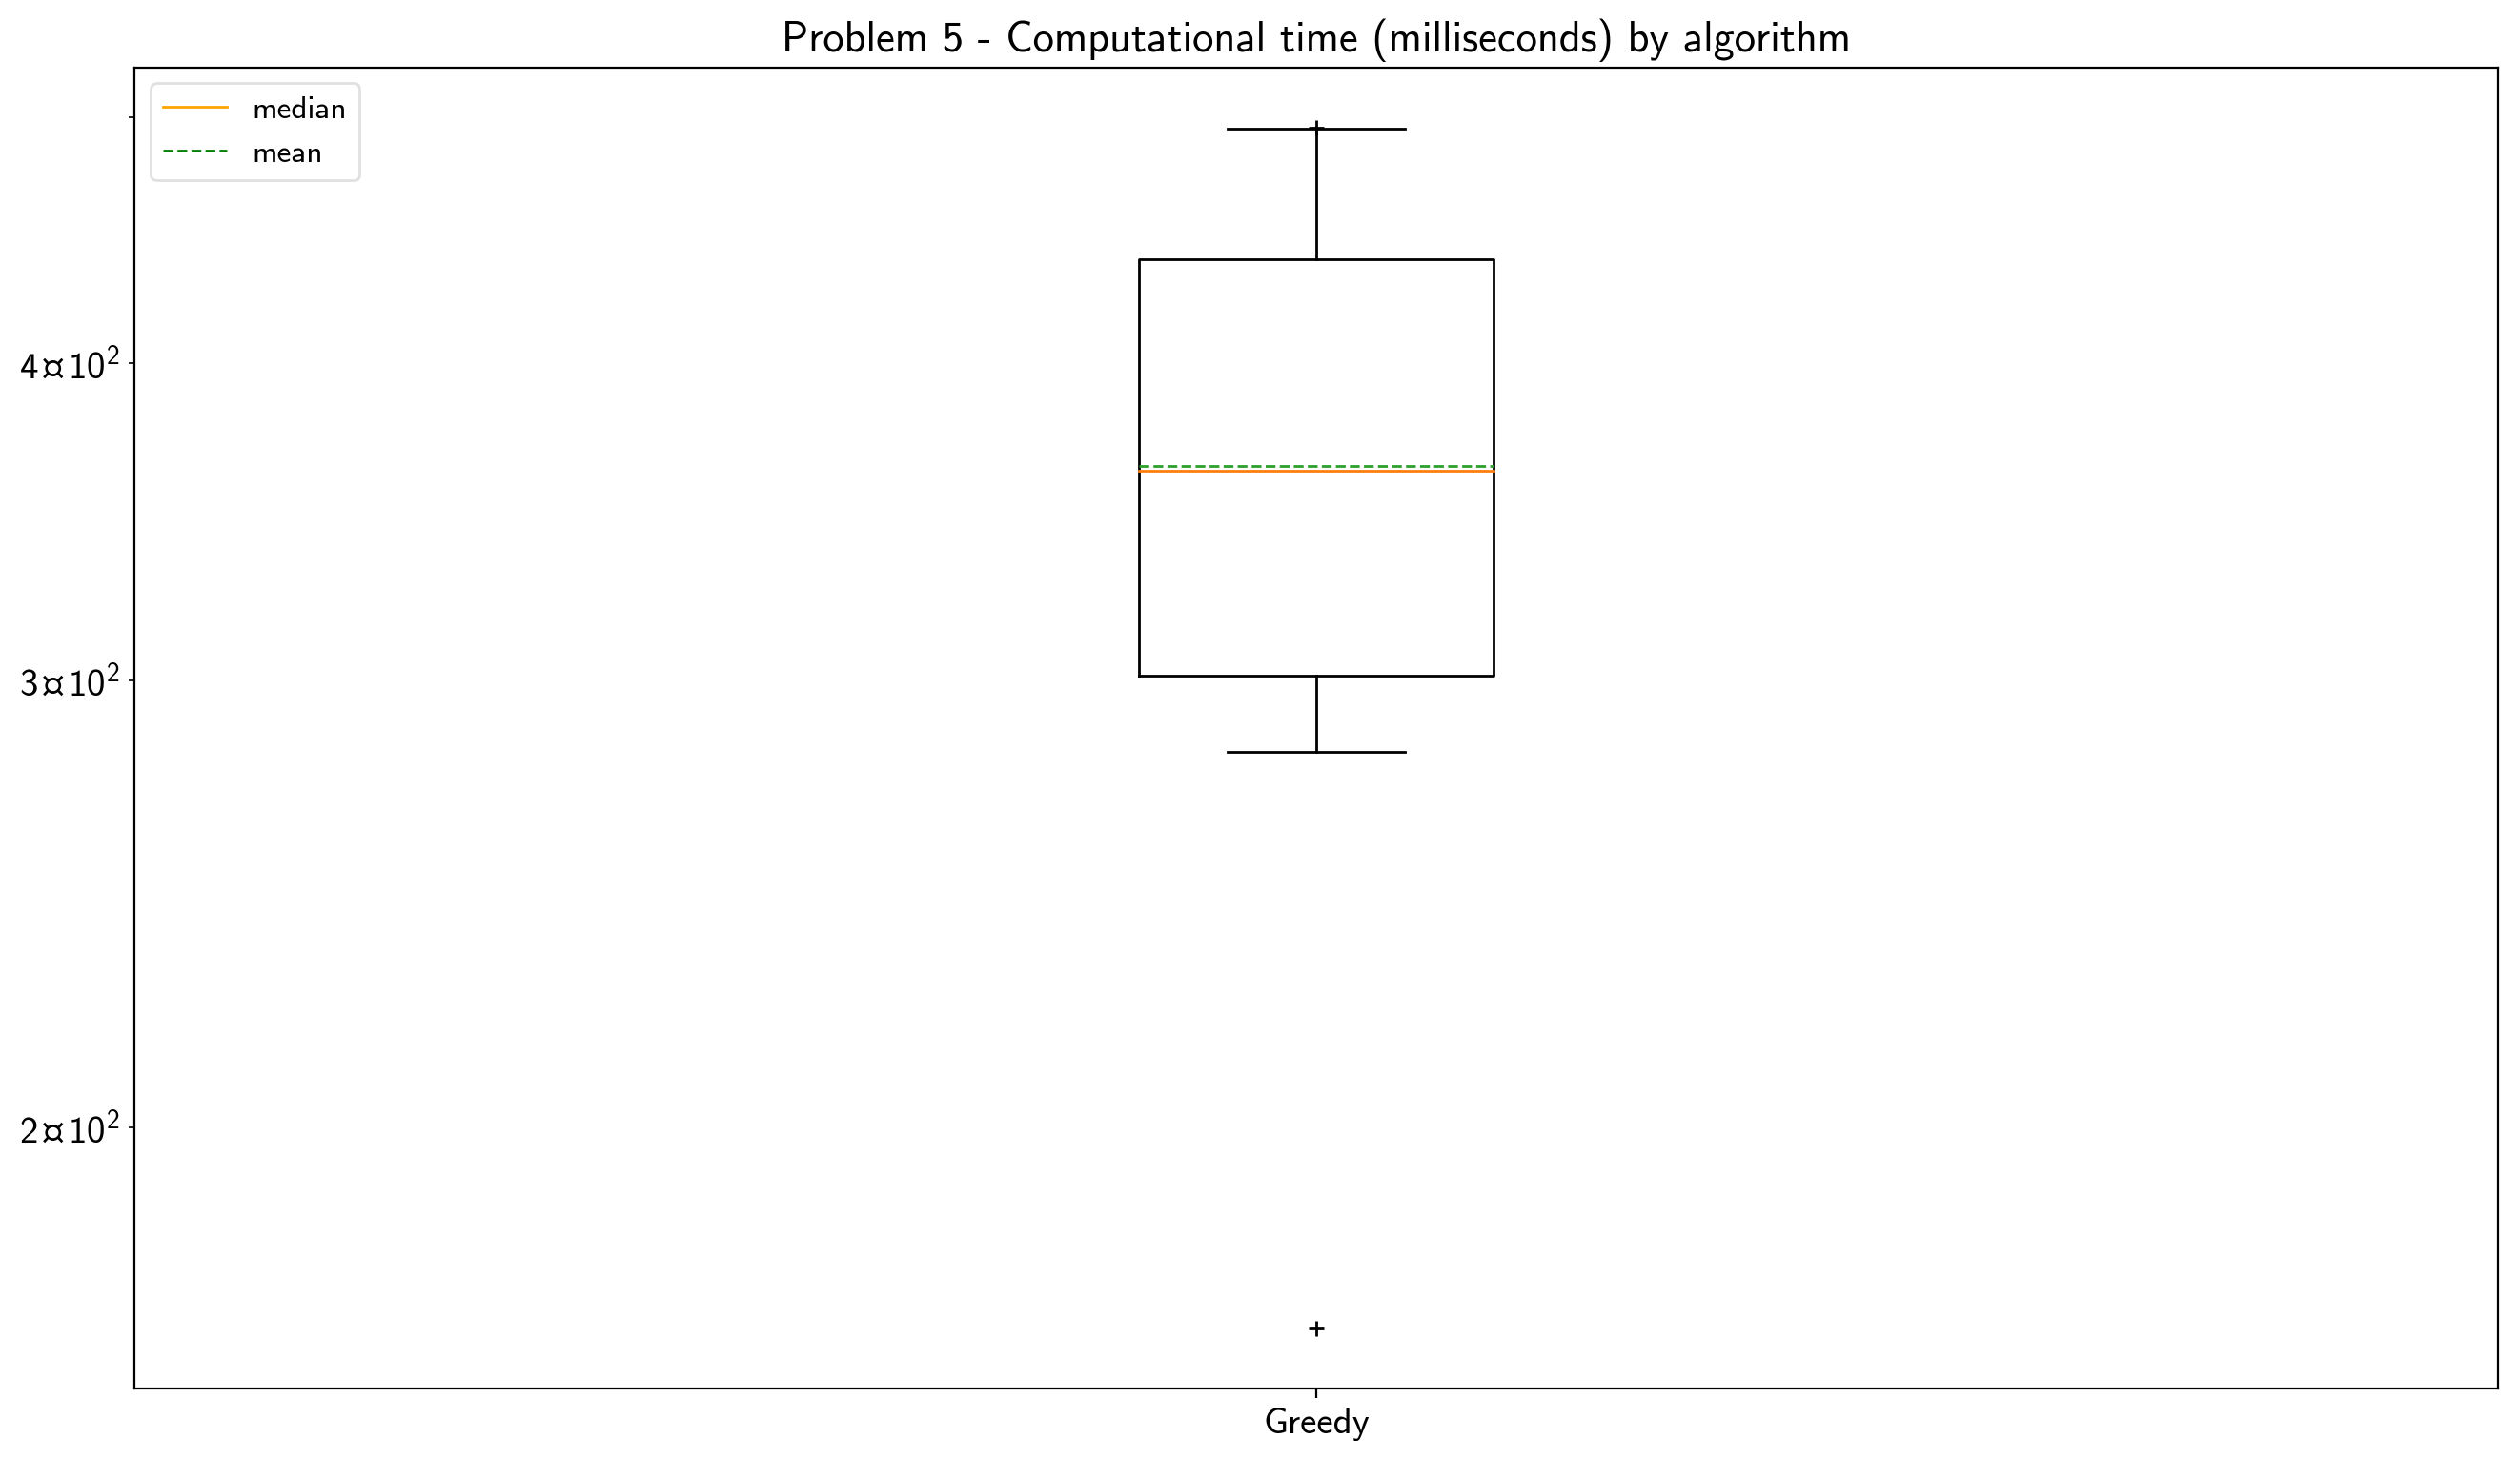 Problem 5 - Computational time (milliseconds) by algorithm
median
mean
4¤10²
3¤10²
2¤10²
Greedy